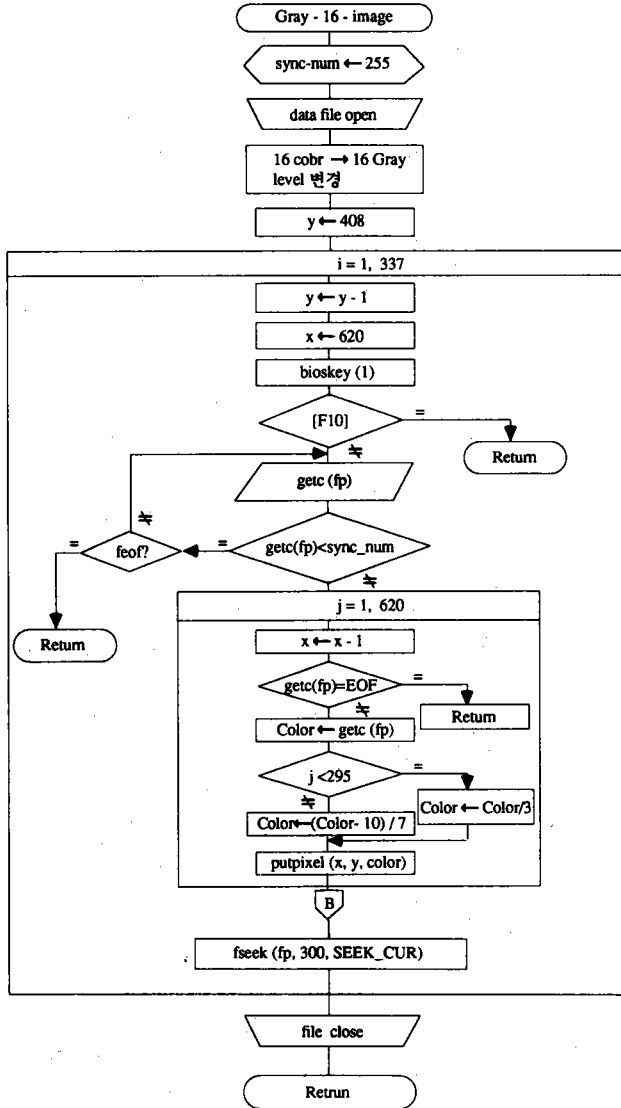 Gray - 16 - image
sync-num ← 255
data file open
16 cobr → 16 Gray
level 변경
y ← 408
i = 1, 337
y ← y - 1
x ← 620
bioskey (1)
[F10]
=
≠
Return
getc (fp)
≠
getc(fp)<sync_num
=
feof?
=
≠
Return
j = 1, 620
x ← x - 1
getc(fp)=EOF
=
≠
Return
Color ← getc (fp)
j <295
=
≠
Color ← Color/3
Color←(Color- 10) / 7
putpixel (x, y, color)
B
fseek (fp, 300, SEEK_CUR)
file close
Retrun